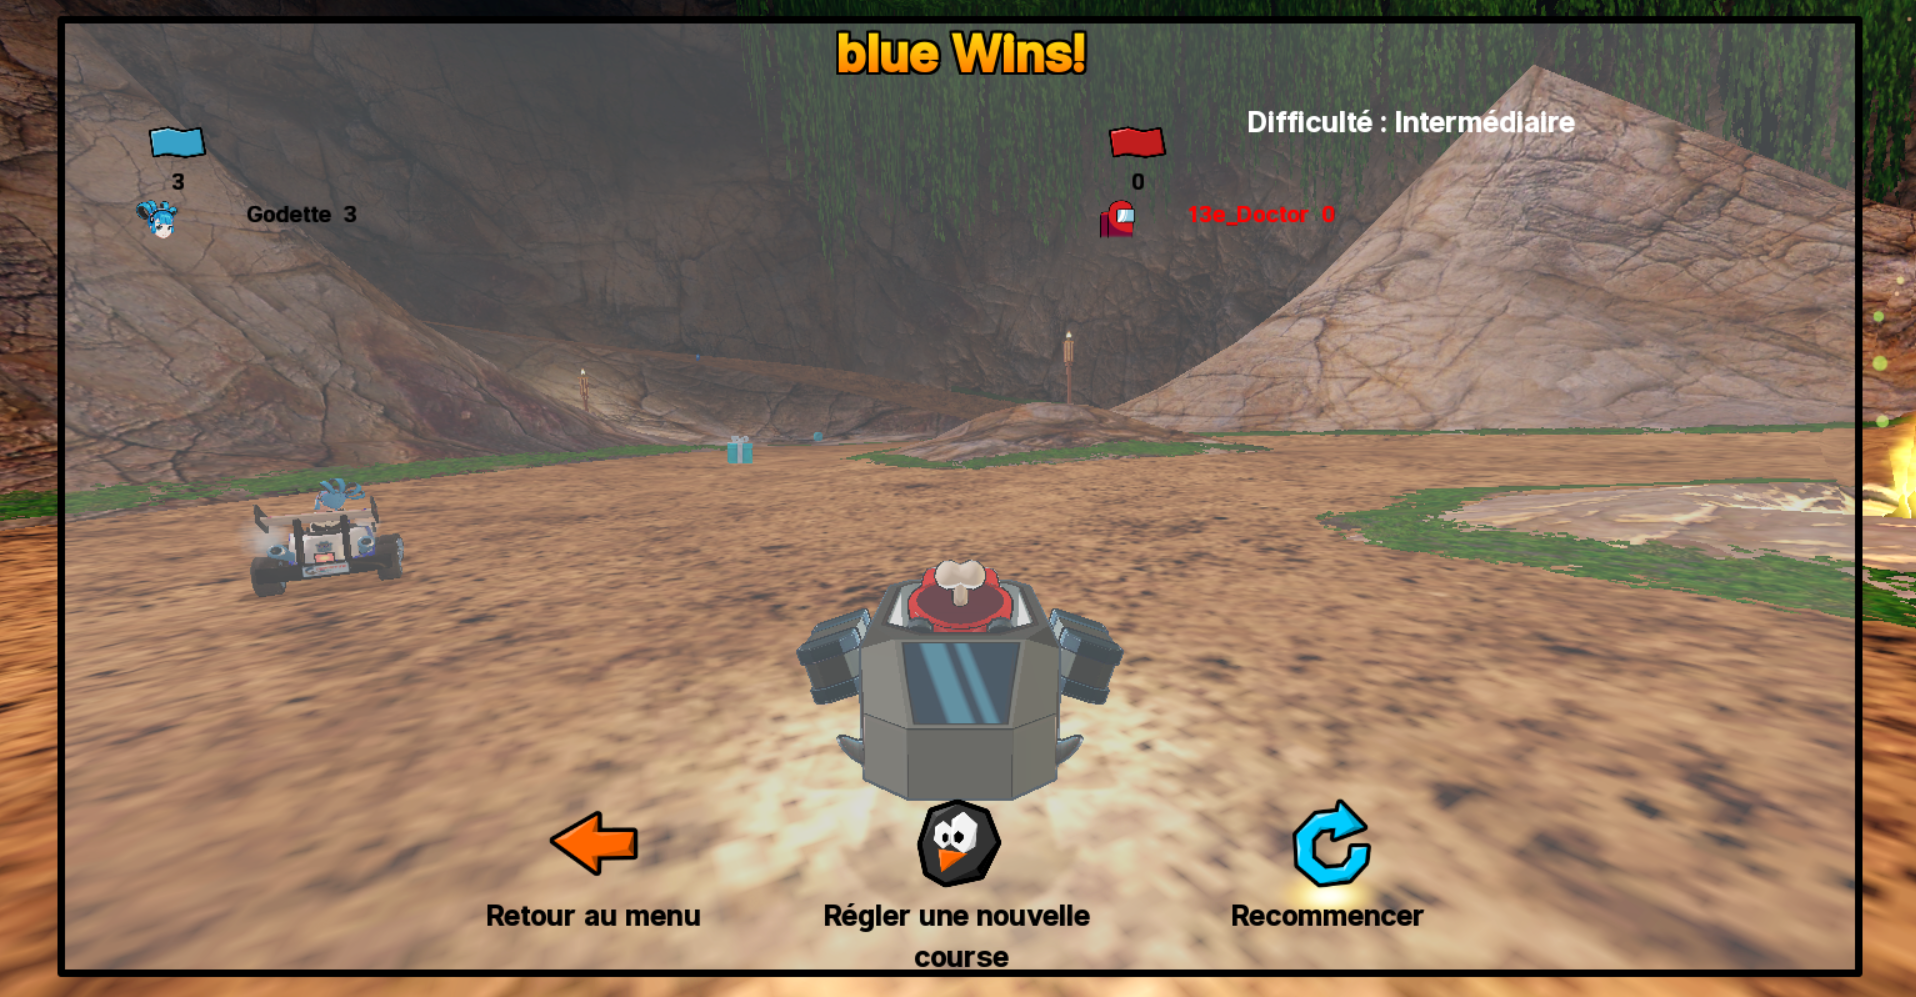 blue Wins!
Difficulté : Intermédiaire
3
0
Godette 3
13e_Doctor 0
Retour au menu
Régler une nouvelle
course
Recommencer